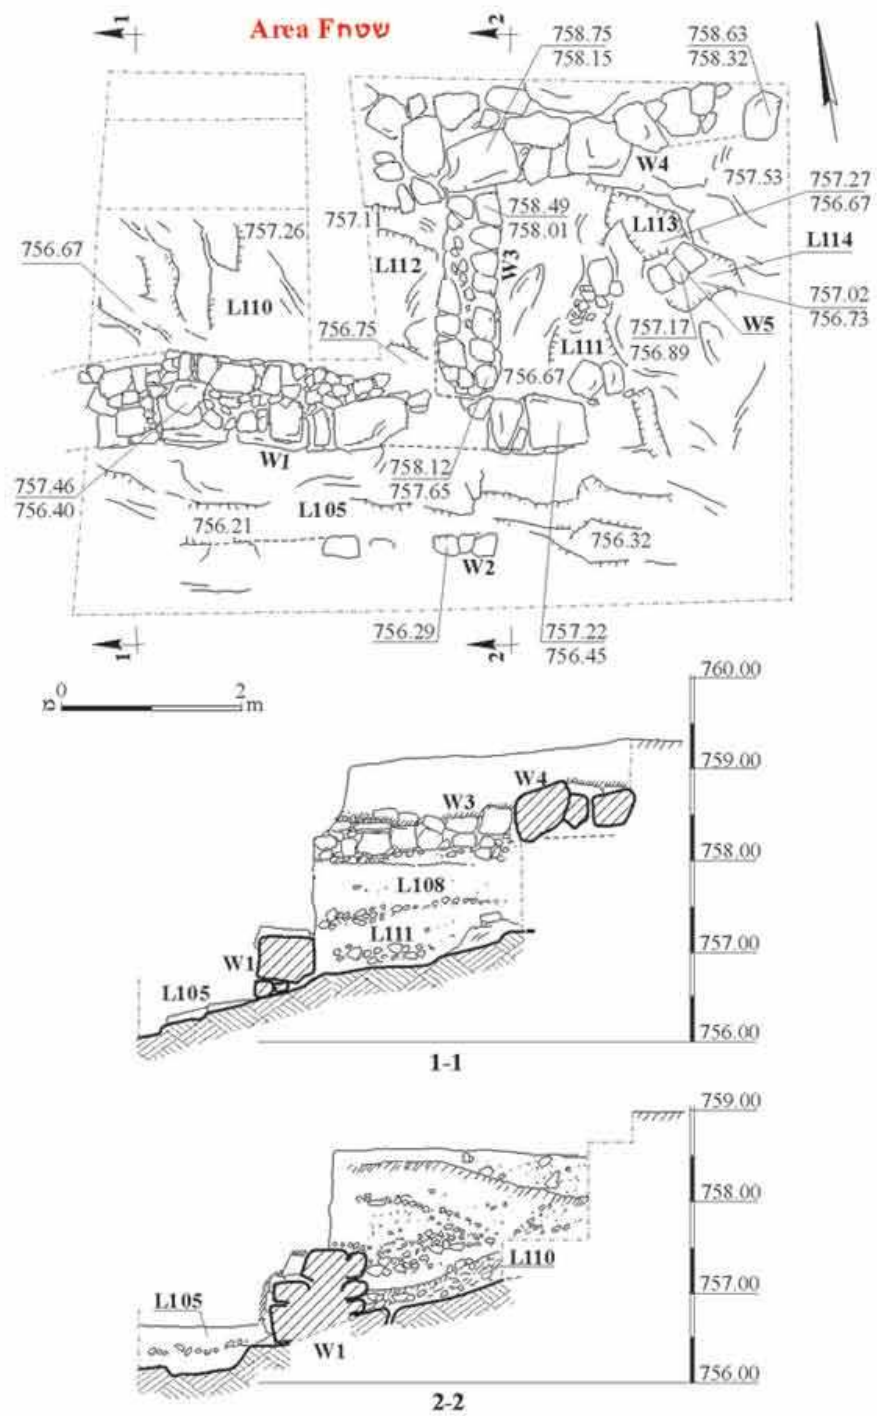 1
Area F שטח
2
758.75
758.15
758.63
758.32
W4
757.53
757.27
756.67
757.11
758.49
758.01
L113
757.26
756.67
L112
W3
L114
L110
757.02
756.73
756.75
757.17
756.89
W5
L111
756.67
W1
758.12
757.65
757.46
756.40
L105
756.21
756.32
W2
756.29
757.22
756.45
1
2
מ 0 2 m
760.00
759.00
W4
W3
758.00
L108
L111
757.00
W1
L105
756.00
1-1
759.00
758.00
L110
757.00
L105
W1
756.00
2-2